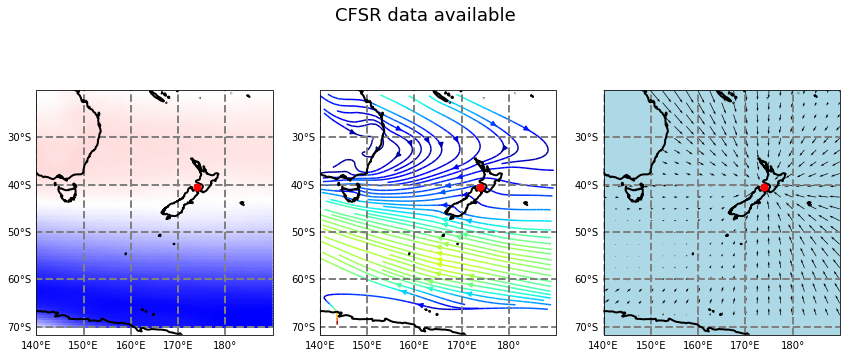 CFSR data available
30°S 30°S 30°S
40°S 40°S 40°S
50°S 50°S 50°S
60°S 60°S 60°S
70°S 70°S 70°S
140°E 150°E 160°E 170°E 180° 140°E 150°E 160°E 170°E 180° 140°E 150°E 160°E 170°E 180°